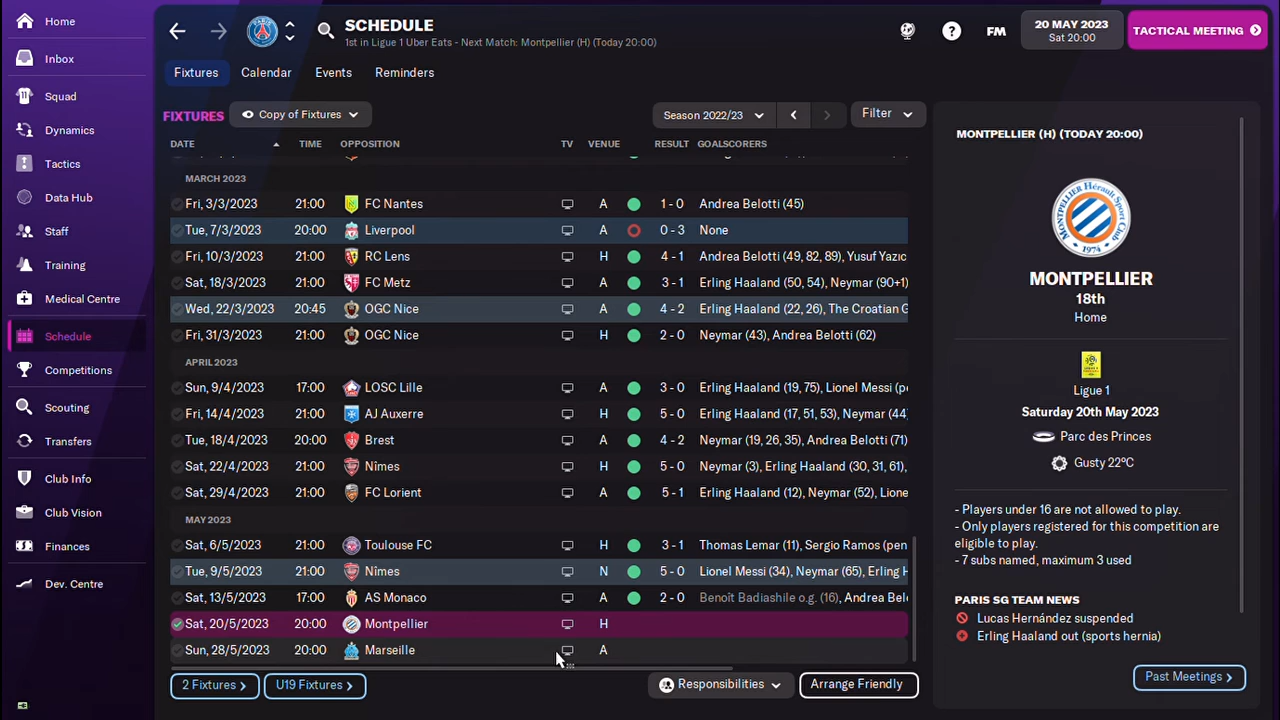 Home
Inbox
Squad
Dynamics
Tactics
Data Hub
Staff
Training
Medical Centre
Schedule
Competitions
Scouting
Transfers
Club Info
Club Vision
Finances
Dev. Centre
SCHEDULE
1st in Ligue 1 Uber Eats - Next Match: Montpellier (H) (Today 20:00)
FM
20 MAY 2023
Sat 20:00
TACTICAL MEETING
Fixtures Calendar Events Reminders
FIXTURES Copy of Fixtures Season 2022/23 Filter
DATE TIME OPPOSITION TV VENUE RESULT GOALSCORERS
MARCH 2023
Fri, 3/3/2023 21:00 FC Nantes A 1 - 0 Andrea Belotti (45)
Tue, 7/3/2023 20:00 Liverpool A 0 - 3 None
Fri, 10/3/2023 21:00 RC Lens H 4 - 1 Andrea Belotti (49, 82, 89), Yusuf Yazıc
Sat, 18/3/2023 21:00 FC Metz A 3 - 1 Erling Haaland (50, 54), Neymar (90+1)
Wed, 22/3/2023 20:45 OGC Nice A 4 - 2 Erling Haaland (22, 26), The Croatian G
Fri, 31/3/2023 21:00 OGC Nice H 2 - 0 Neymar (43), Andrea Belotti (62)
APRIL 2023
Sun, 9/4/2023 17:00 LOSC Lille A 3 - 0 Erling Haaland (19, 75), Lionel Messi (pe
Fri, 14/4/2023 21:00 AJ Auxerre H 5 - 0 Erling Haaland (17, 51, 53), Neymar (44
Tue, 18/4/2023 20:00 Brest A 4 - 2 Neymar (19, 26, 35), Andrea Belotti (71)
Sat, 22/4/2023 21:00 Nîmes H 5 - 0 Neymar (3), Erling Haaland (30, 31, 61),
Sat, 29/4/2023 21:00 FC Lorient A 5 - 1 Erling Haaland (12), Neymar (52), Lione
MAY 2023
Sat, 6/5/2023 21:00 Toulouse FC H 3 - 1 Thomas Lemar (11), Sergio Ramos (pen
Tue, 9/5/2023 21:00 Nîmes N 5 - 0 Lionel Messi (34), Neymar (65), Erling H
Sat, 13/5/2023 17:00 AS Monaco A 2 - 0 Benoît Badiashile o.g. (16), Andrea Bel
Sat, 20/5/2023 20:00 Montpellier H
Sun, 28/5/2023 20:00 Marseille A
2 Fixtures U19 Fixtures Responsibilities Arrange Friendly
MONTPELLIER (H) (TODAY 20:00)
MONTPELLIER
18th
Home
Ligue 1
Saturday 20th May 2023
Parc des Princes
Gusty 22ºC
- Players under 16 are not allowed to play.
- Only players registered for this competition are
eligible to play.
- 7 subs named, maximum 3 used
PARIS SG TEAM NEWS
Lucas Hernández suspended
Erling Haaland out (sports hernia)
Past Meetings